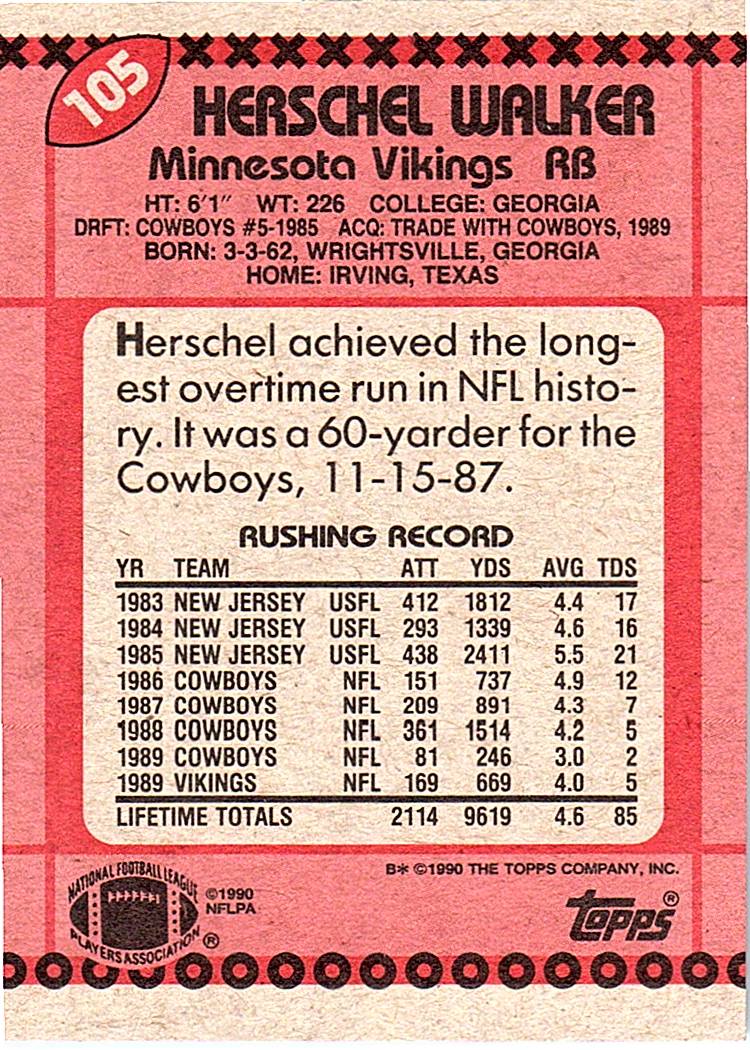 105
HERSCHEL WALKER
Minnesota Vikings RB
HT: 6'1" WT: 226 COLLEGE: GEORGIA
DRFT: COWBOYS #5-1985 ACQ: TRADE WITH COWBOYS, 1989
BORN: 3-3-62, WRIGHTSVILLE, GEORGIA
HOME: IRVING, TEXAS
Herschel achieved the long-
est overtime run in NFL histo-
ry. It was a 60-yarder for the
Cowboys, 11-15-87.
RUSHING RECORD
YR TEAM ATT YDS AVG TDS
1983 NEW JERSEY USFL 412 1812 4.4 17
1984 NEW JERSEY USFL 293 1339 4.6 16
1985 NEW JERSEY USFL 438 2411 5.5 21
1986 COWBOYS NFL 151 737 4.9 12
1987 COWBOYS NFL 209 891 4.3 7
1988 COWBOYS NFL 361 1514 4.2 5
1989 COWBOYS NFL 81 246 3.0 2
1989 VIKINGS NFL 169 669 4.0 5
LIFETIME TOTALS 2114 9619 4.6 85
B* ©1990 THE TOPPS COMPANY, INC.
NATIONAL FOOTBALL LEAGUE
PLAYERS ASSOCIATION ®
©1990
NFLPA
topps ®